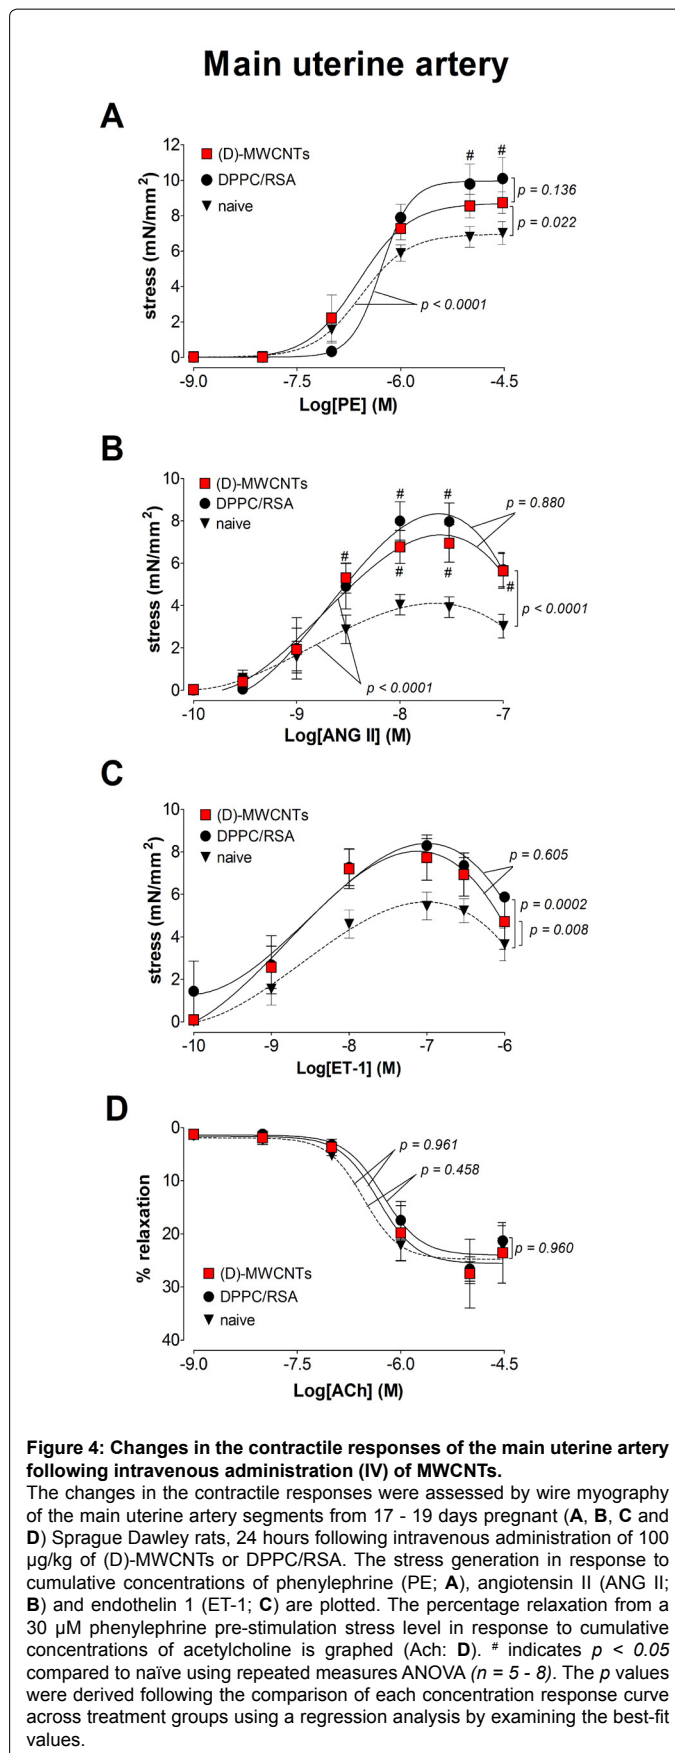 Main uterine artery
A
12
10
8
6
4
2
0
stress (mN/mm²)
(D)-MWCNTs
DPPC/RSA
naive
# #
p = 0.136
p = 0.022
p < 0.0001
-9.0 -7.5 -6.0 -4.5
Log[PE] (M)
B
10
8
6
4
2
0
stress (mN/mm²)
(D)-MWCNTs
DPPC/RSA
naive
# # #
# # #
p = 0.880
p < 0.0001
p < 0.0001
-10 -9 -8 -7
Log[ANG II] (M)
C
10
8
6
4
2
0
stress (mN/mm²)
(D)-MWCNTs
DPPC/RSA
naive
p = 0.605
p = 0.0002
p = 0.008
-10 -9 -8 -7 -6
Log[ET-1] (M)
D
0
10
20
30
40
% relaxation
p = 0.961
p = 0.458
p = 0.960
(D)-MWCNTs
DPPC/RSA
naive
-9.0 -7.5 -6.0 -4.5
Log[ACh] (M)
Figure 4: Changes in the contractile responses of the main uterine artery
following intravenous administration (IV) of MWCNTs.
The changes in the contractile responses were assessed by wire myography
of the main uterine artery segments from 17 - 19 days pregnant (A, B, C and
D) Sprague Dawley rats, 24 hours following intravenous administration of 100
µg/kg of (D)-MWCNTs or DPPC/RSA. The stress generation in response to
cumulative concentrations of phenylephrine (PE; A), angiotensin II (ANG II;
B) and endothelin 1 (ET-1; C) are plotted. The percentage relaxation from a
30 µM phenylephrine pre-stimulation stress level in response to cumulative
concentrations of acetylcholine is graphed (Ach: D). # indicates p < 0.05
compared to naïve using repeated measures ANOVA (n = 5 - 8). The p values
were derived following the comparison of each concentration response curve
across treatment groups using a regression analysis by examining the best-fit
values.